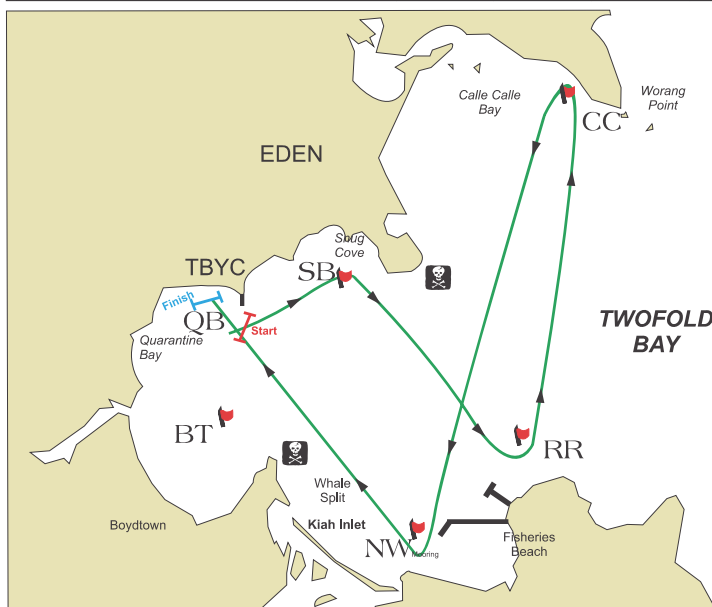 Calle Calle
Bay
Worang
Point
CC
EDEN
Snug
Cove
SB
TBYC
Finish
QB
Start
Quarantine
Bay
TWOFOLD
BAY
BT
RR
Whale
Split
Boydtown
Kiah Inlet
NW
Mooring
Fisheries
Beach